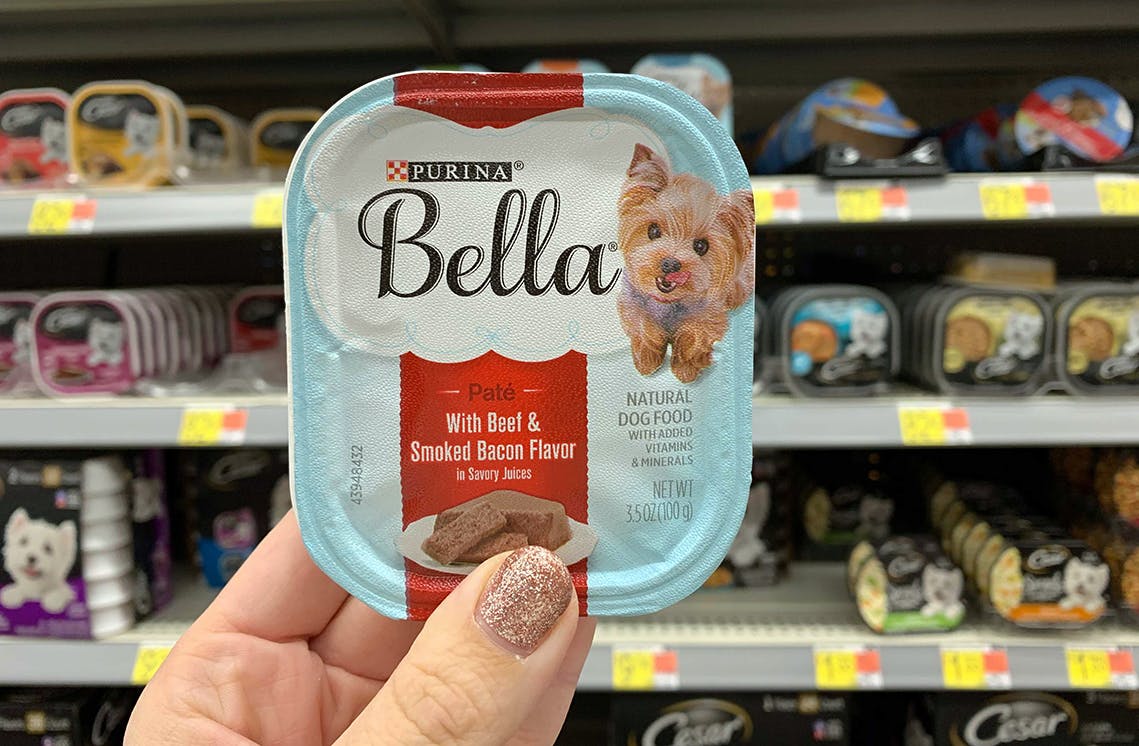 PURINA®
Bella®
Paté
With Beef &
Smoked Bacon Flavor
in Savory Juices
NATURAL
DOG FOOD
WITH ADDED
VITAMINS
& MINERALS
NET WT
3.5 OZ (100 g)
43948432
Cesar
Cesar